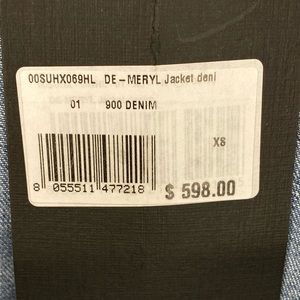 00SUHX069HL DE-MERYL Jacket deni
01 900 DENIM
XS
8 055511 477218
$ 598.00